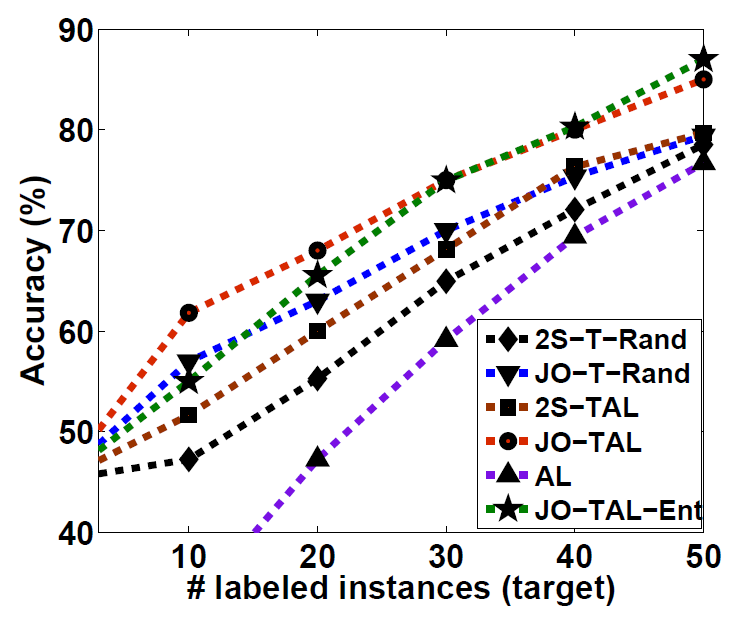 90
80
70
60
50
40
Accuracy (%)
2S−T−Rand
JO−T−Rand
2S−TAL
JO−TAL
AL
JO−TAL−Ent
10 20 30 40 50
# labeled instances (target)